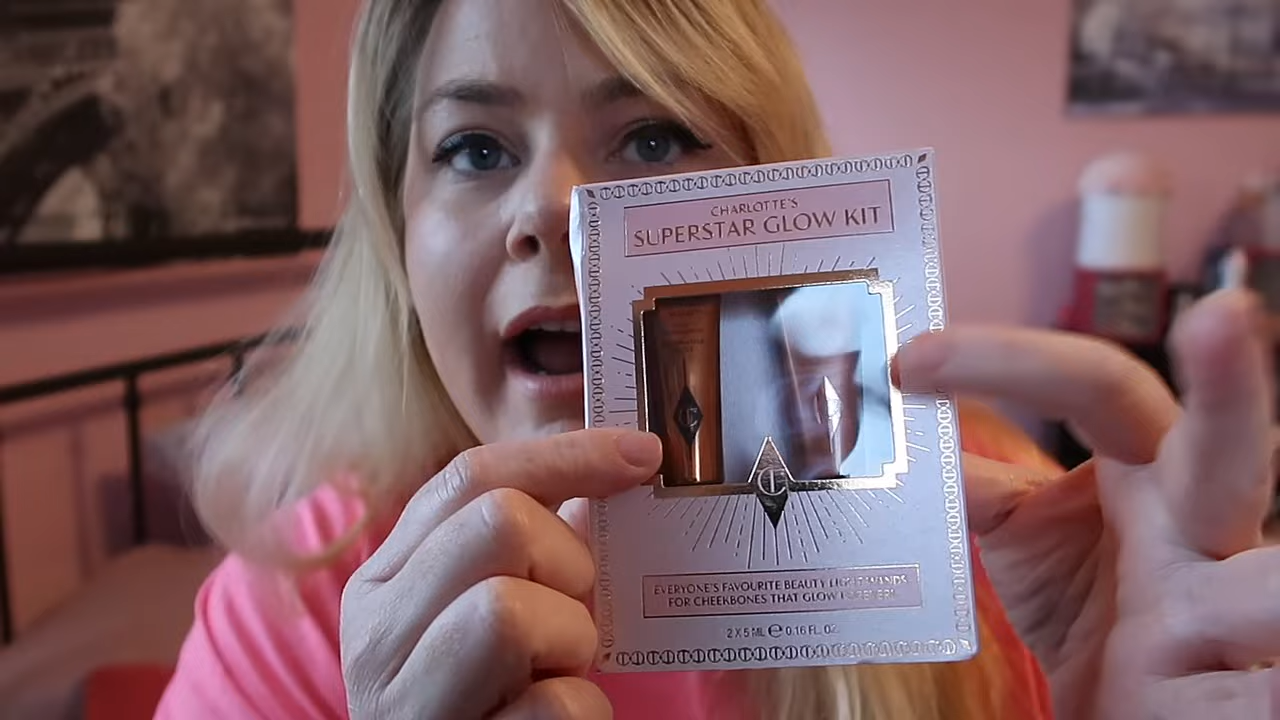 CHARLOTTE'S
SUPERSTAR GLOW KIT
EVERYONE'S FAVOURITE BEAUTY LIGHT WANDS
FOR CHEEKBONES THAT GLOW
2 X 5 ML ℮ 0.16 FL. OZ.